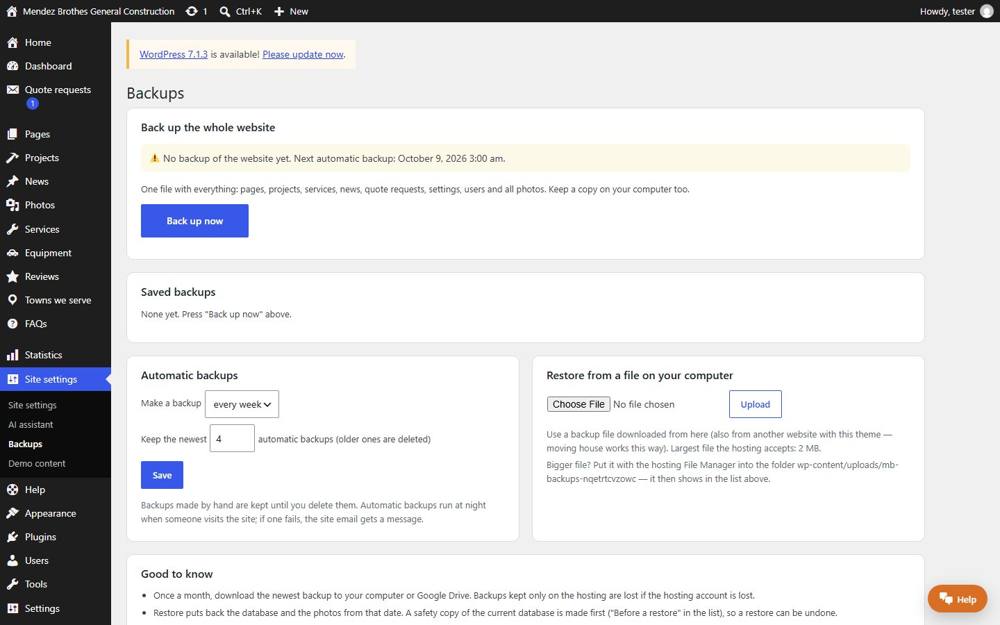 Mendez Brothes General Construction
1
Ctrl+K
New
Howdy, tester
Home
Dashboard
Quote requests
1
Pages
Projects
News
Photos
Services
Equipment
Reviews
Towns we serve
FAQs
Statistics
Site settings
Site settings
AI assistant
Backups
Demo content
Help
Appearance
Plugins
Users
Tools
Settings
WordPress 7.1.3 is available! Please update now.
Backups
Back up the whole website
No backup of the website yet. Next automatic backup: October 9, 2026 3:00 am.
One file with everything: pages, projects, services, news, quote requests, settings, users and all photos. Keep a copy on your computer too.
Back up now
Saved backups
None yet. Press "Back up now" above.
Automatic backups
Make a backup every week
Keep the newest 4 automatic backups (older ones are deleted)
Save
Backups made by hand are kept until you delete them. Automatic backups run at night
when someone visits the site; if one fails, the site email gets a message.
Restore from a file on your computer
Choose File No file chosen
Upload
Use a backup file downloaded from here (also from another website with this theme —
moving house works this way). Largest file the hosting accepts: 2 MB.
Bigger file? Put it with the hosting File Manager into the folder wp-content/uploads/mb-
backups-nqetrtcvzowc — it then shows in the list above.
Good to know
Once a month, download the newest backup to your computer or Google Drive. Backups kept only on the hosting are lost if the hosting account is lost.
Restore puts back the database and the photos from that date. A safety copy of the current database is made first ("Before a restore" in the list), so a restore can be undone.
Help